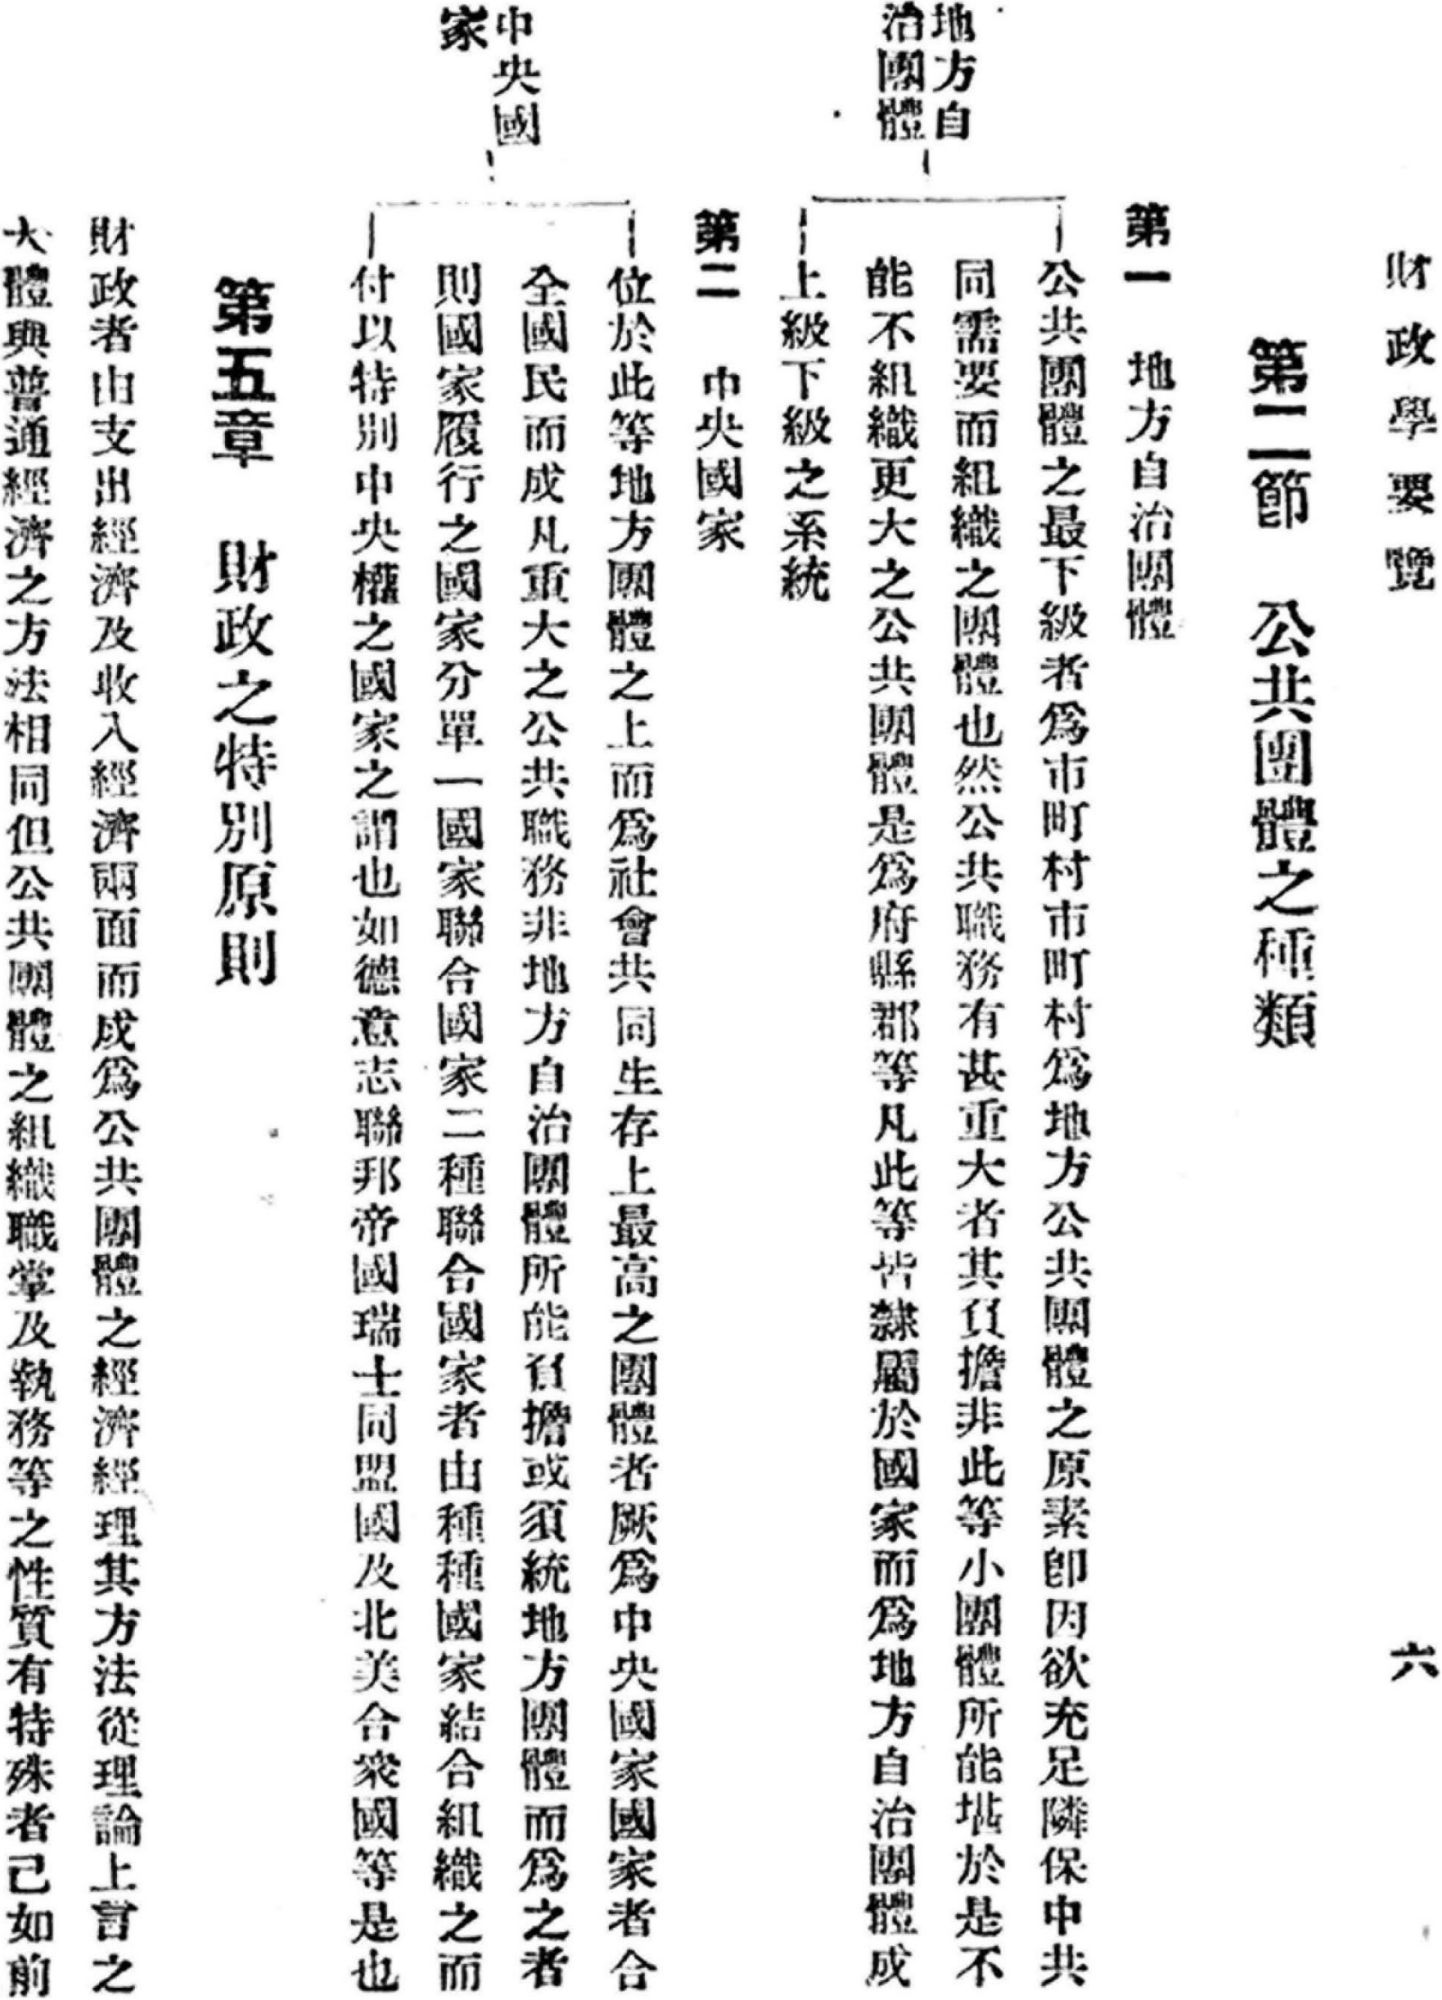 財政學要覽
六
第二節　公共團體之種類
第一　地方自治團體
地方自
治團體
公共團體之最下級者爲市町村市町村爲地方公共團體之原素卽因欲充足隣保中共
同需要而組織之團體也然公共職務有甚重大者其負擔非此等小團體所能堪於是不
能不組織更大之公共團體是爲府縣郡等凡此等皆隸屬於國家而爲地方自治團體成
上級下級之系統
第二　中央國家
中央國
家
位於此等地方團體之上而爲社會共同生存上最高之團體者厥爲中央國家國家者合
全國民而成凡重大之公共職務非地方自治團體所能負擔或須統地方團體而爲之者
則國家履行之國家分單一國家聯合國家二種聯合國家者由種種國家結合組織之而
付以特別中央權之國家之謂也如德意志聯邦帝國瑞士同盟國及北美合衆國等是也
第五章　財政之特別原則
財政者由支出經濟及收入經濟兩面而成爲公共團體之經濟經理其方法從理論上言之
大體與普通經濟之方法相同但公共團體之組織職掌及執務等之性質有特殊者己如前